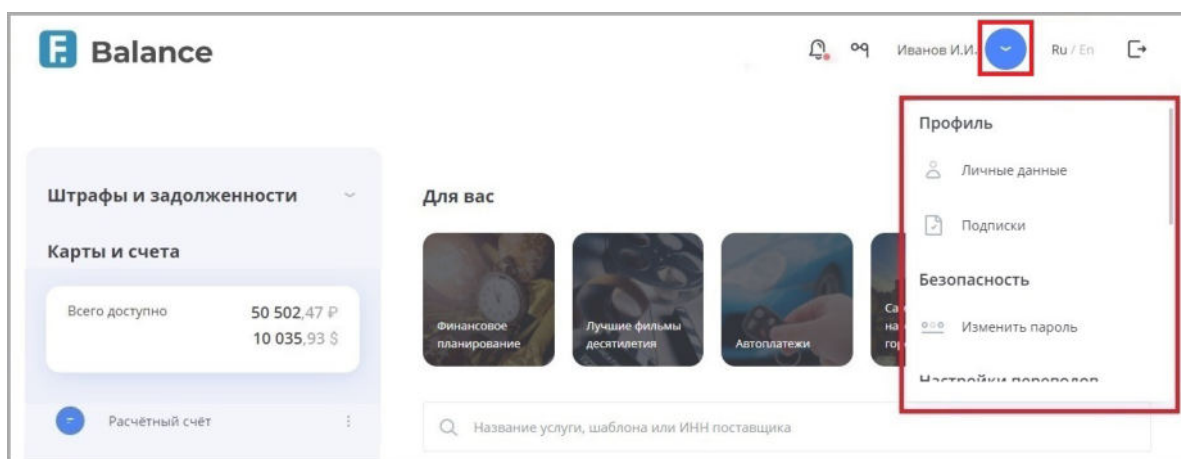 F. Balance
Иванов И.И.
Ru / En
Профиль
Личные данные
Подписки
Безопасность
Изменить пароль
Настройки переводов
Штрафы и задолженности
Карты и счета
Всего доступно
50 502,47 ₽
10 035,93 $
Расчётный счёт
Для вас
Финансовое
планирование
Лучшие фильмы
десятилетия
Автоплатежи
Название услуги, шаблона или ИНН поставщика